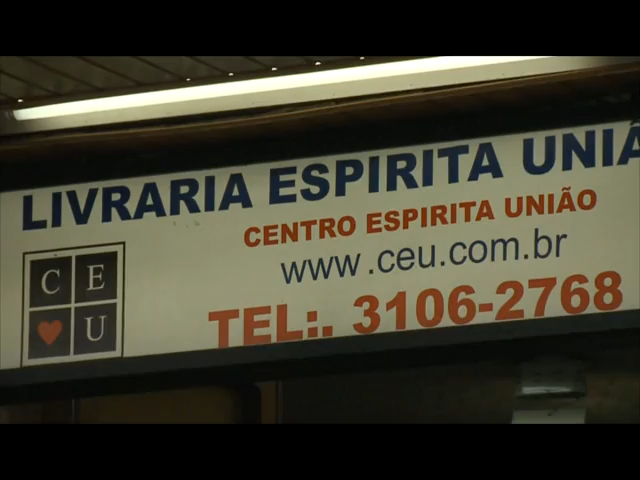 LIVRARIA ESPIRITA UNIÃ
CENTRO ESPIRITA UNIÃO
www.ceu.com.br
TEL:. 3106-2768
C E
U